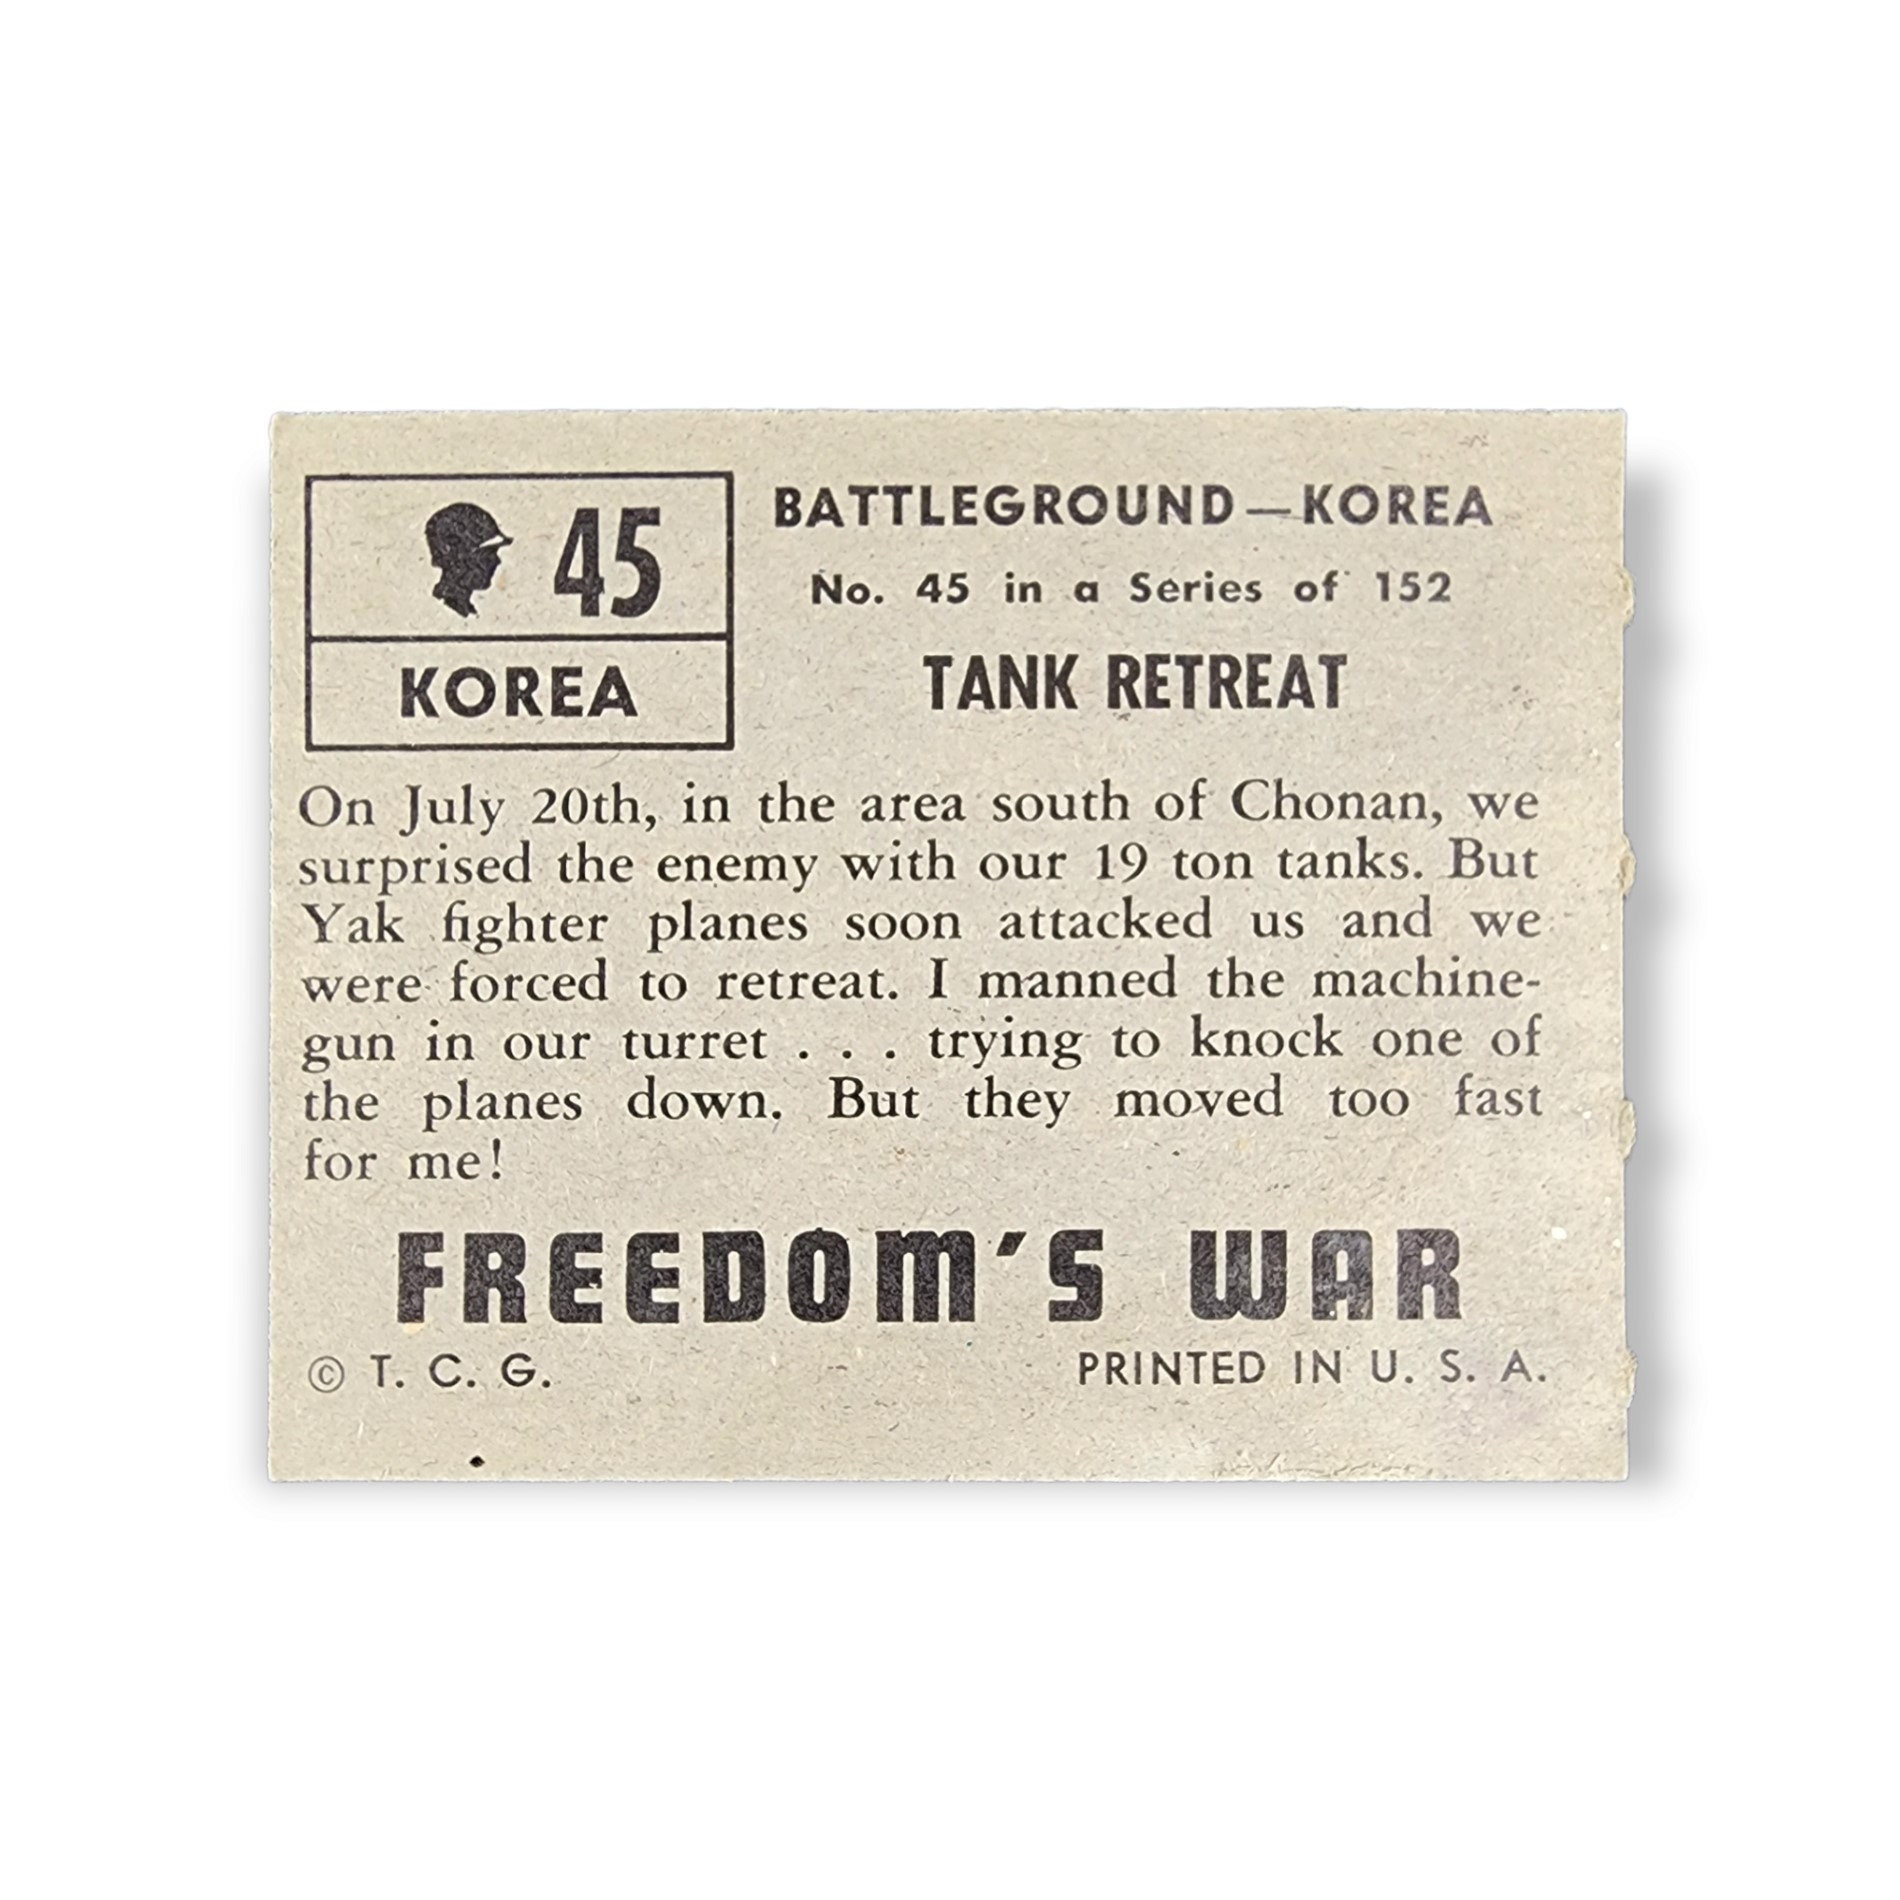 45
KOREA
BATTLEGROUND—KOREA
No. 45 in a Series of 152
TANK RETREAT
On July 20th, in the area south of Chonan, we
surprised the enemy with our 19 ton tanks. But
Yak fighter planes soon attacked us and we
were forced to retreat. I manned the machine-
gun in our turret . . . trying to knock one of
the planes down. But they moved too fast
for me!
FREEDOM'S WAR
© T. C. G.
PRINTED IN U. S. A.